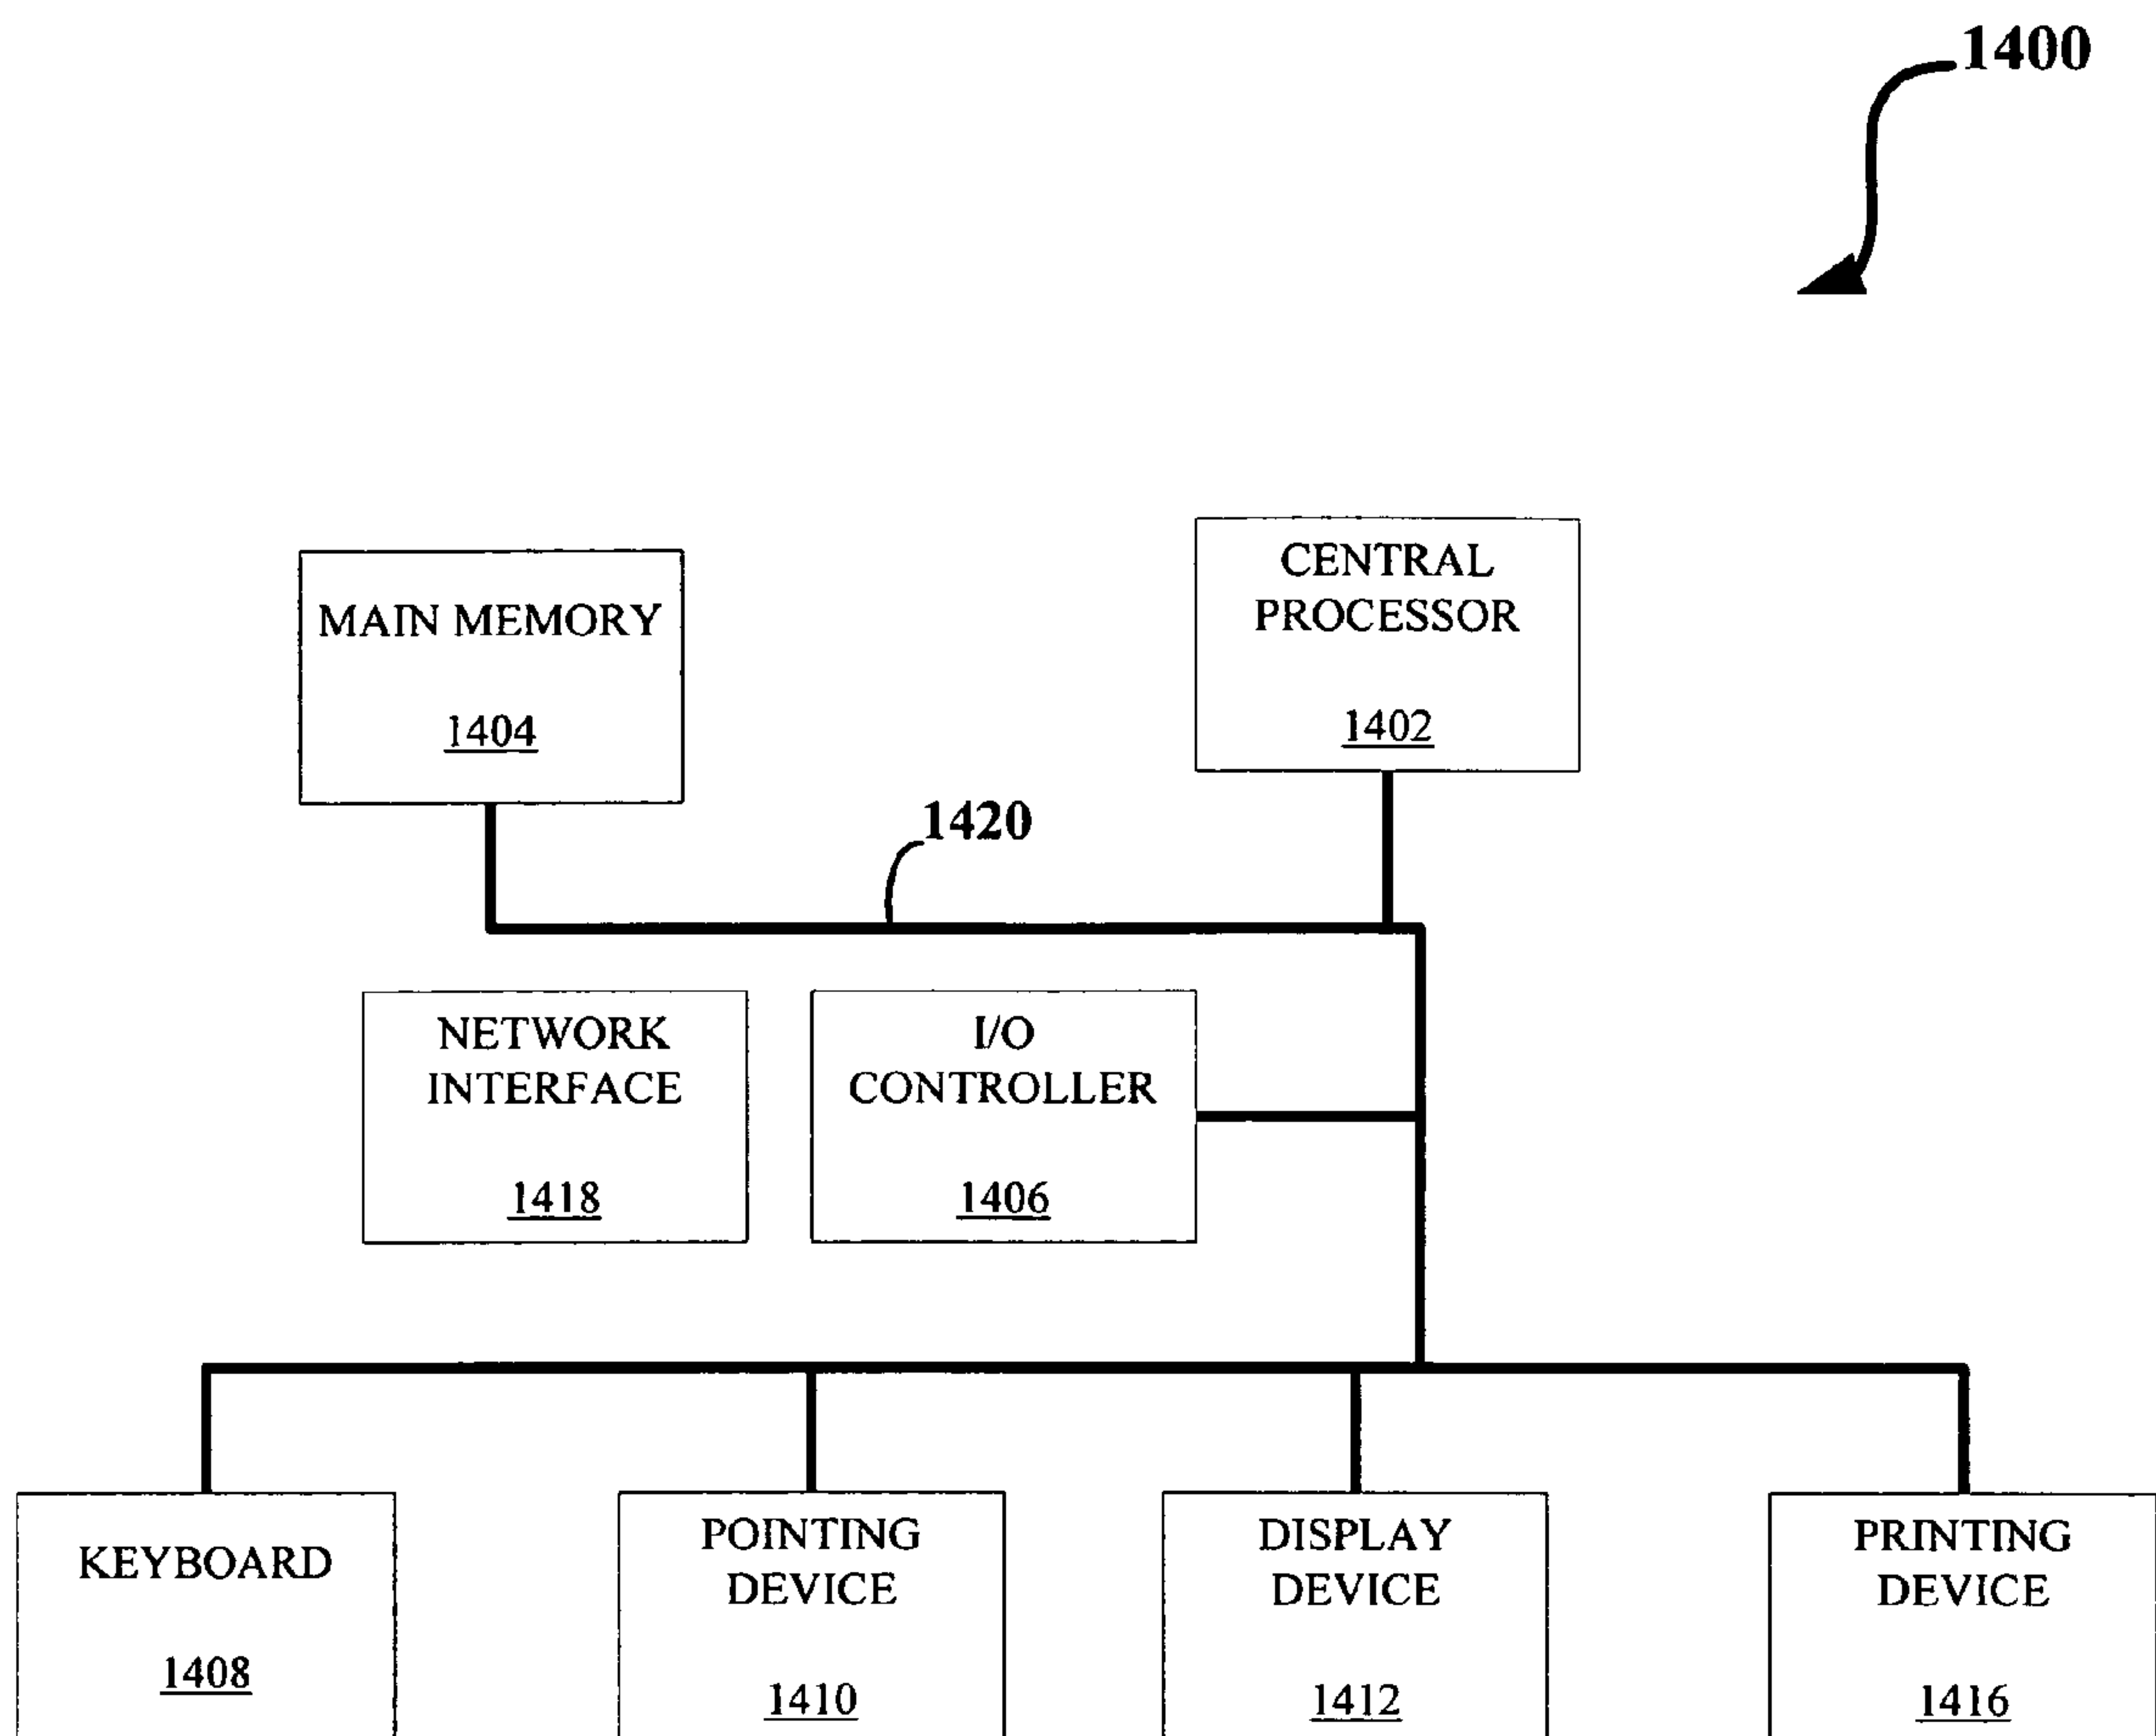 1400
MAIN MEMORY
1404
CENTRAL
PROCESSOR
1402
1420
NETWORK
INTERFACE
1418
I/O
CONTROLLER
1406
KEYBOARD
1408
POINTING
DEVICE
1410
DISPLAY
DEVICE
1412
PRINTING
DEVICE
1416